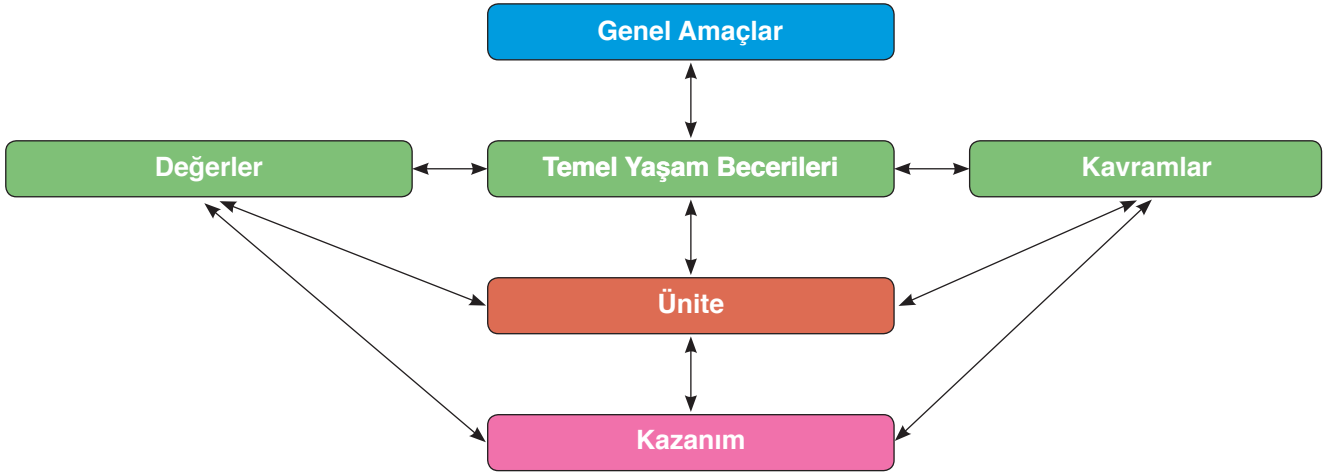 Genel Amaçlar
Değerler
Temel Yaşam Becerileri
Kavramlar
Ünite
Kazanım